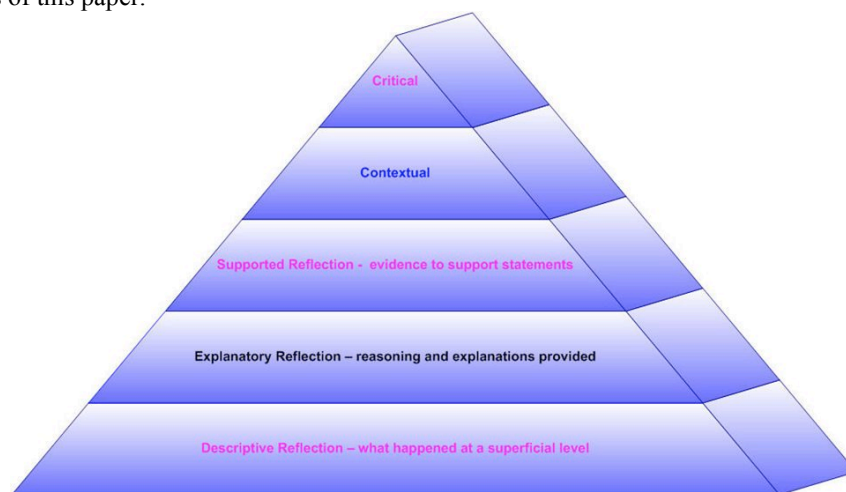 of this paper.
Critical
Contextual
Supported Reflection - evidence to support statements
Explanatory Reflection – reasoning and explanations provided
Descriptive Reflection – what happened at a superficial level